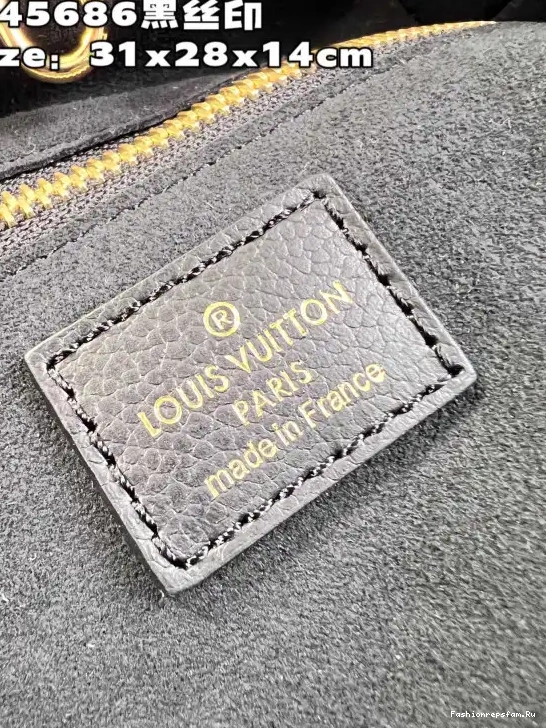 45686黑丝印
ze: 31x28x14cm
®
LOUIS VUITTON
PARIS
made in France
Fashionrepsfam.Ru